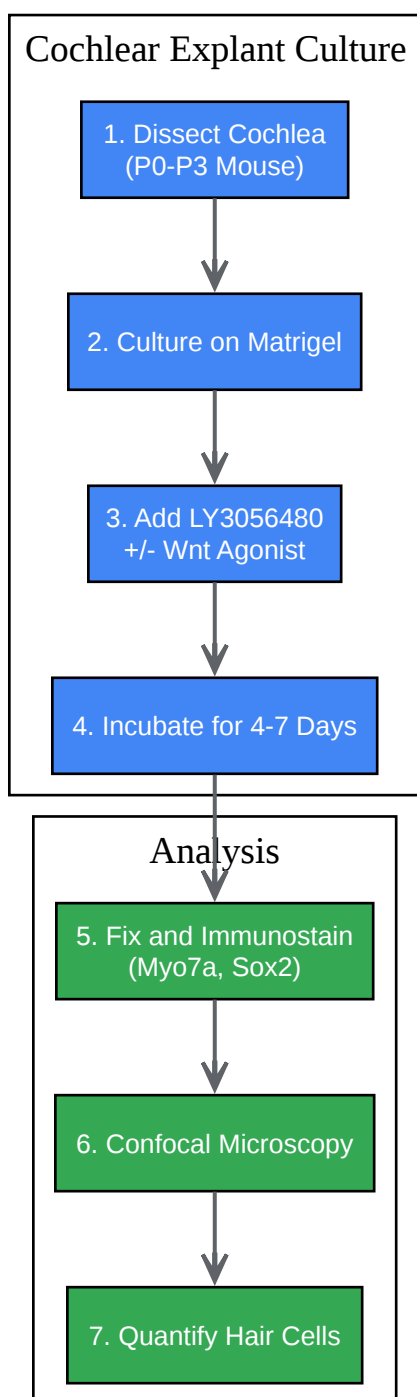 Cochlear Explant Culture
1. Dissect Cochlea
(P0-P3 Mouse)
2. Culture on Matrigel
3. Add LY3056480
+/- Wnt Agonist
4. Incubate for 4-7 Days
Analysis
5. Fix and Immunostain
(Myo7a, Sox2)
6. Confocal Microscopy
7. Quantify Hair Cells